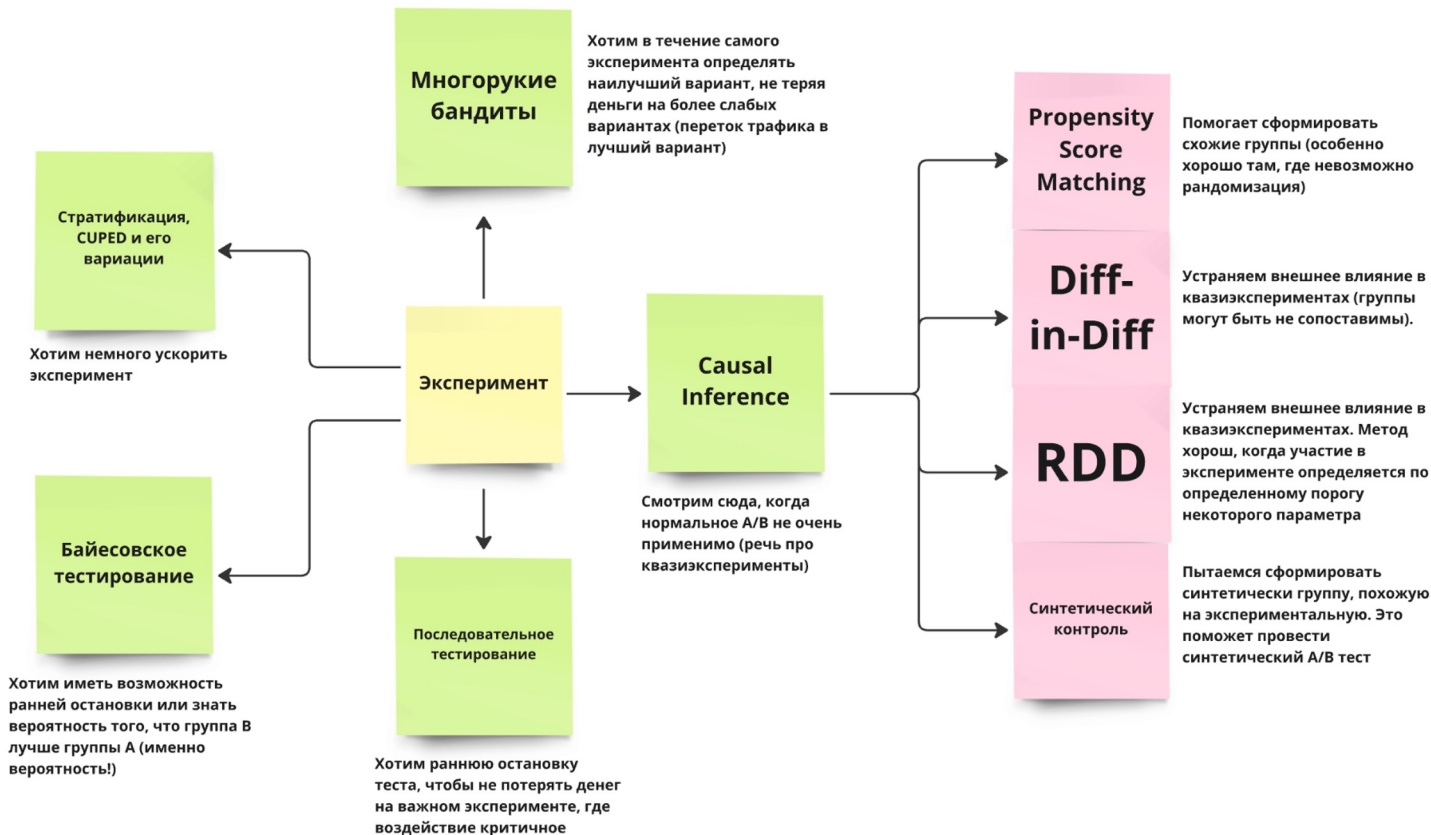 Многорукие
бандиты
Хотим в течение самого
эксперимента определять
наилучший вариант, не теряя
деньги на более слабых
вариантах (переток трафика в
лучший вариант)
Стратификация,
CUPED и его
вариации
Хотим немного ускорить
эксперимент
Эксперимент
Байесовское
тестирование
Хотим иметь возможность
ранней остановки или знать
вероятность того, что группа B
лучше группы A (именно
вероятность!)
Последовательное
тестирование
Хотим раннюю остановку
теста, чтобы не потерять денег
на важном эксперименте, где
воздействие критичное
Causal
Inference
Смотрим сюда, когда
нормальное A/B не очень
применимо (речь про
квазиэксперименты)
Propensity
Score
Matching
Помогает сформировать
схожие группы (особенно
хорошо там, где невозможно
рандомизация)
Diff-
in-Diff
Устраняем внешнее влияние в
квазиэкспериментах (группы
могут быть не сопоставимы).
RDD
Устраняем внешнее влияние в
квазиэкспериментах. Метод
хорош, когда участие в
эксперименте определяется по
определенному порогу
некоторого параметра
Синтетический
контроль
Пытаемся сформировать
синтетически группу, похожую
на экспериментальную. Это
поможет провести
синтетический A/B тест